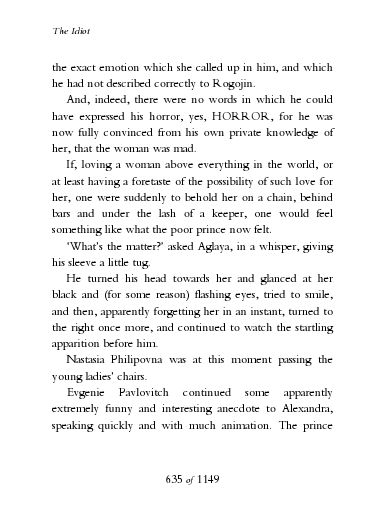 The Idiot
the exact emotion which she called up in him, and which
he had not described correctly to Rogojin.
And, indeed, there were no words in which he could
have expressed his horror, yes, HORROR, for he was
now fully convinced from his own private knowledge of
her, that the woman was mad.
If, loving a woman above everything in the world, or
at least having a foretaste of the possibility of such love for
her, one were suddenly to behold her on a chain, behind
bars and under the lash of a keeper, one would feel
something like what the poor prince now felt.
‘What’s the matter?’ asked Aglaya, in a whisper, giving
his sleeve a little tug.
He turned his head towards her and glanced at her
black and (for some reason) flashing eyes, tried to smile,
and then, apparently forgetting her in an instant, turned to
the right once more, and continued to watch the startling
apparition before him.
Nastasia Philipovna was at this moment passing the
young ladies’ chairs.
Evgenie Pavlovitch continued some apparently
extremely funny and interesting anecdote to Alexandra,
speaking quickly and with much animation. The prince
635 of 1149